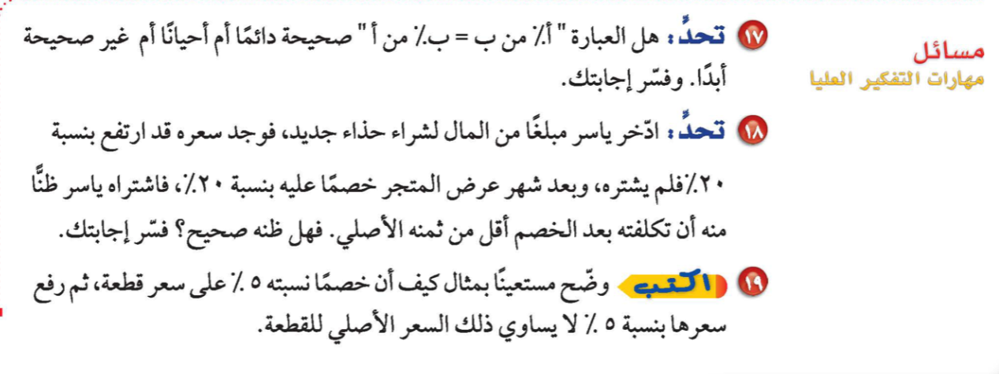 مسائل
مهارات التفكير العليا
١٧ تحدٍّ: هل العبارة " أ٪ من ب = ب٪ من أ " صحيحة دائمًا أم أحيانًا أم غير صحيحة
أبدًا. وفسّر إجابتك.
١٨ تحدٍّ: ادّخر ياسر مبلغًا من المال لشراء حذاء جديد، فوجد سعره قد ارتفع بنسبة
٢٠٪ فلم يشتره، وبعد شهر عرض المتجر خصمًا عليه بنسبة ٢٠٪، فاشتراه ياسر ظنًّا
منه أن تكلفته بعد الخصم أقل من ثمنه الأصلي. فهل ظنه صحيح؟ فسّر إجابتك.
١٩ اكتب وضّح مستعينًا بمثال كيف أن خصمًا نسبته ٥ ٪ على سعر قطعة، ثم رفع
سعرها بنسبة ٥ ٪ لا يساوي ذلك السعر الأصلي للقطعة.